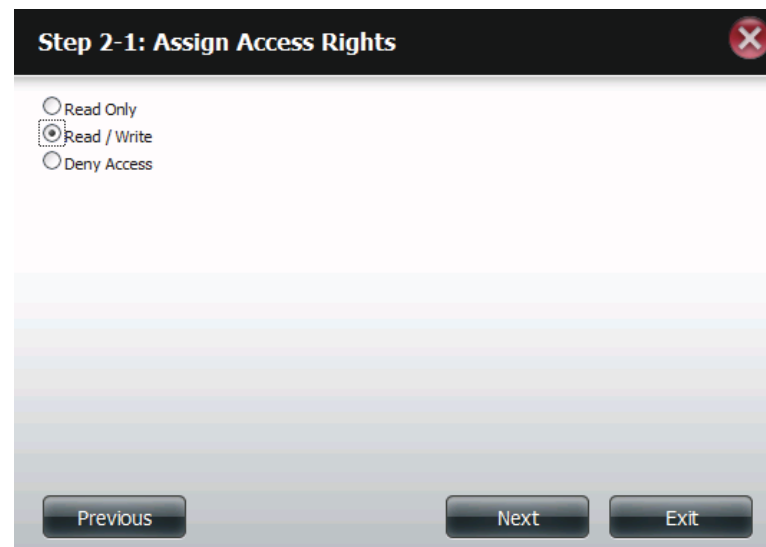 Step 2-1: Assign Access Rights
Read Only
Read / Write
Deny Access
Previous Next Exit